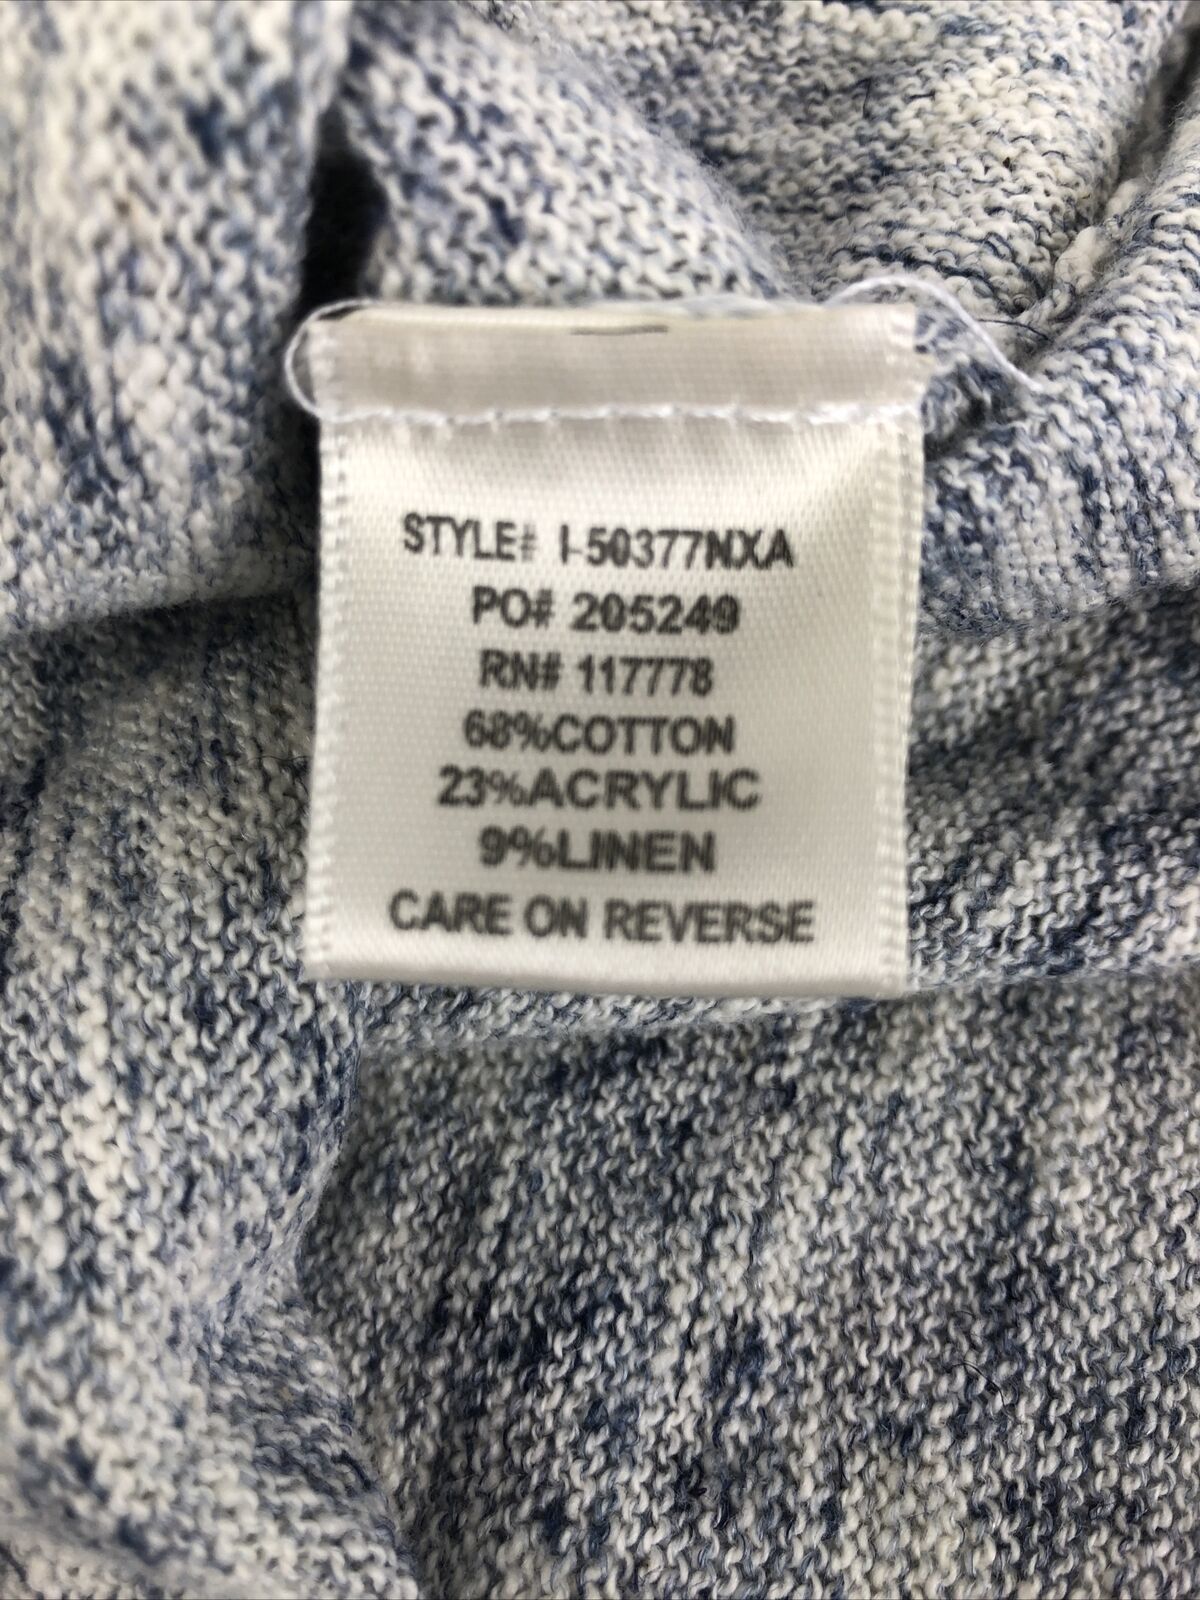 STYLE# I-50377NXA
PO# 205249
RN# 117778
68%COTTON
23%ACRYLIC
9%LINEN
CARE ON REVERSE